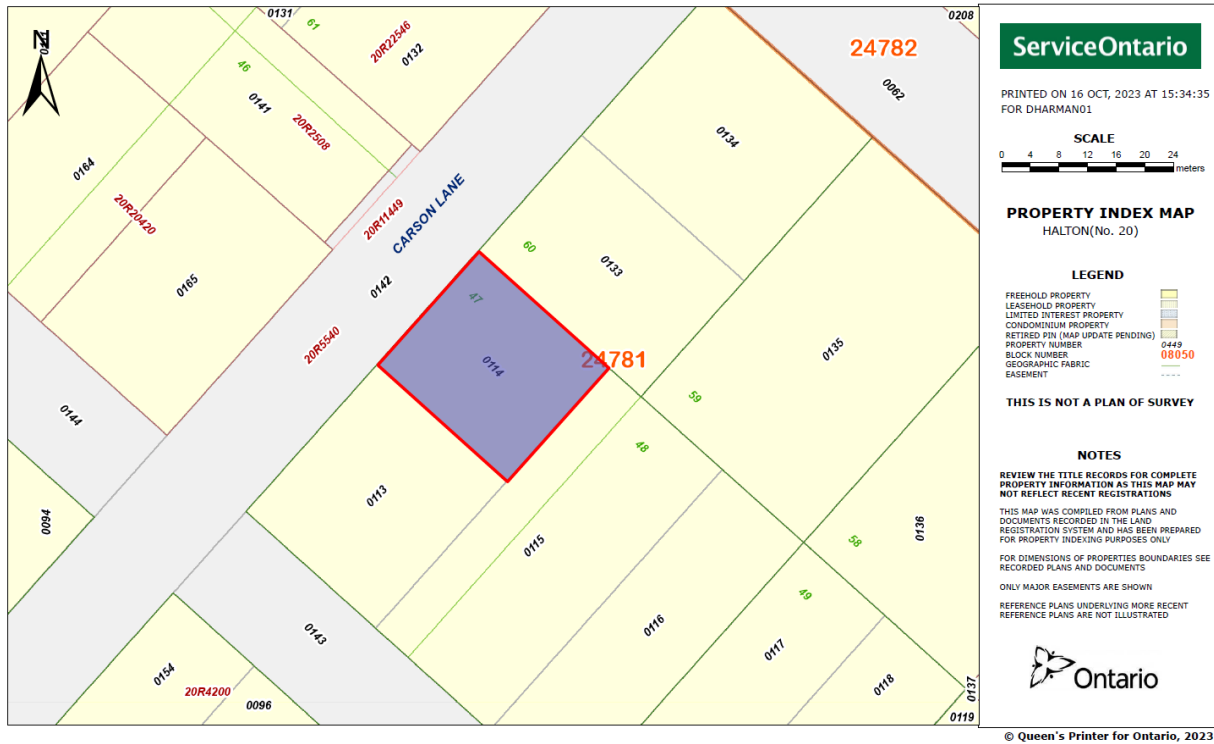 0131
61
20R22546
0132
0208
24782
0062
N
46
0141
20R2508
0134
0164
20R20420
20R11449
CARSON LANE
60
0133
0165
0142
47
20R5540
0114
24781
0135
0144
59
48
0113
0094
0115
0136
58
49
0143
0116
0117
0154
20R4200
0096
0118
0137
0119
ServiceOntario
PRINTED ON 16 OCT, 2023 AT 15:34:35
FOR DHARMAN01
SCALE
0 4 8 12 16 20 24
meters
PROPERTY INDEX MAP
HALTON(No. 20)
LEGEND
FREEHOLD PROPERTY
LEASEHOLD PROPERTY
LIMITED INTEREST PROPERTY
CONDOMINIUM PROPERTY
RETIRED PIN (MAP UPDATE PENDING)
PROPERTY NUMBER 0449
BLOCK NUMBER 08050
GEOGRAPHIC FABRIC
EASEMENT
THIS IS NOT A PLAN OF SURVEY
NOTES
REVIEW THE TITLE RECORDS FOR COMPLETE
PROPERTY INFORMATION AS THIS MAP MAY
NOT REFLECT RECENT REGISTRATIONS
THIS MAP WAS COMPILED FROM PLANS AND
DOCUMENTS RECORDED IN THE LAND
REGISTRATION SYSTEM AND HAS BEEN PREPARED
FOR PROPERTY INDEXING PURPOSES ONLY
FOR DIMENSIONS OF PROPERTIES BOUNDARIES SEE
RECORDED PLANS AND DOCUMENTS
ONLY MAJOR EASEMENTS ARE SHOWN
REFERENCE PLANS UNDERLYING MORE RECENT
REFERENCE PLANS ARE NOT ILLUSTRATED
Ontario
© Queen's Printer for Ontario, 2023